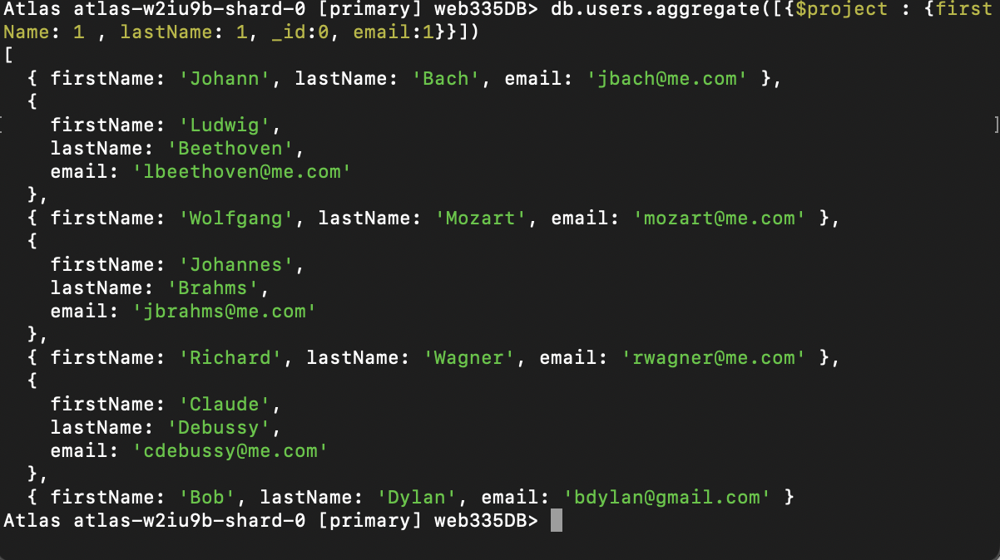 Atlas atlas-w2iu9b-shard-0 [primary] web335DB> db.users.aggregate([{$project : {first
Name: 1 , lastName: 1, _id:0, email:1}}])
[
  { firstName: 'Johann', lastName: 'Bach', email: 'jbach@me.com' },
  {
    firstName: 'Ludwig',
    lastName: 'Beethoven',
    email: 'lbeethoven@me.com'
  },
  { firstName: 'Wolfgang', lastName: 'Mozart', email: 'mozart@me.com' },
  {
    firstName: 'Johannes',
    lastName: 'Brahms',
    email: 'jbrahms@me.com'
  },
  { firstName: 'Richard', lastName: 'Wagner', email: 'rwagner@me.com' },
  {
    firstName: 'Claude',
    lastName: 'Debussy',
    email: 'cdebussy@me.com'
  },
  { firstName: 'Bob', lastName: 'Dylan', email: 'bdylan@gmail.com' }
Atlas atlas-w2iu9b-shard-0 [primary] web335DB>